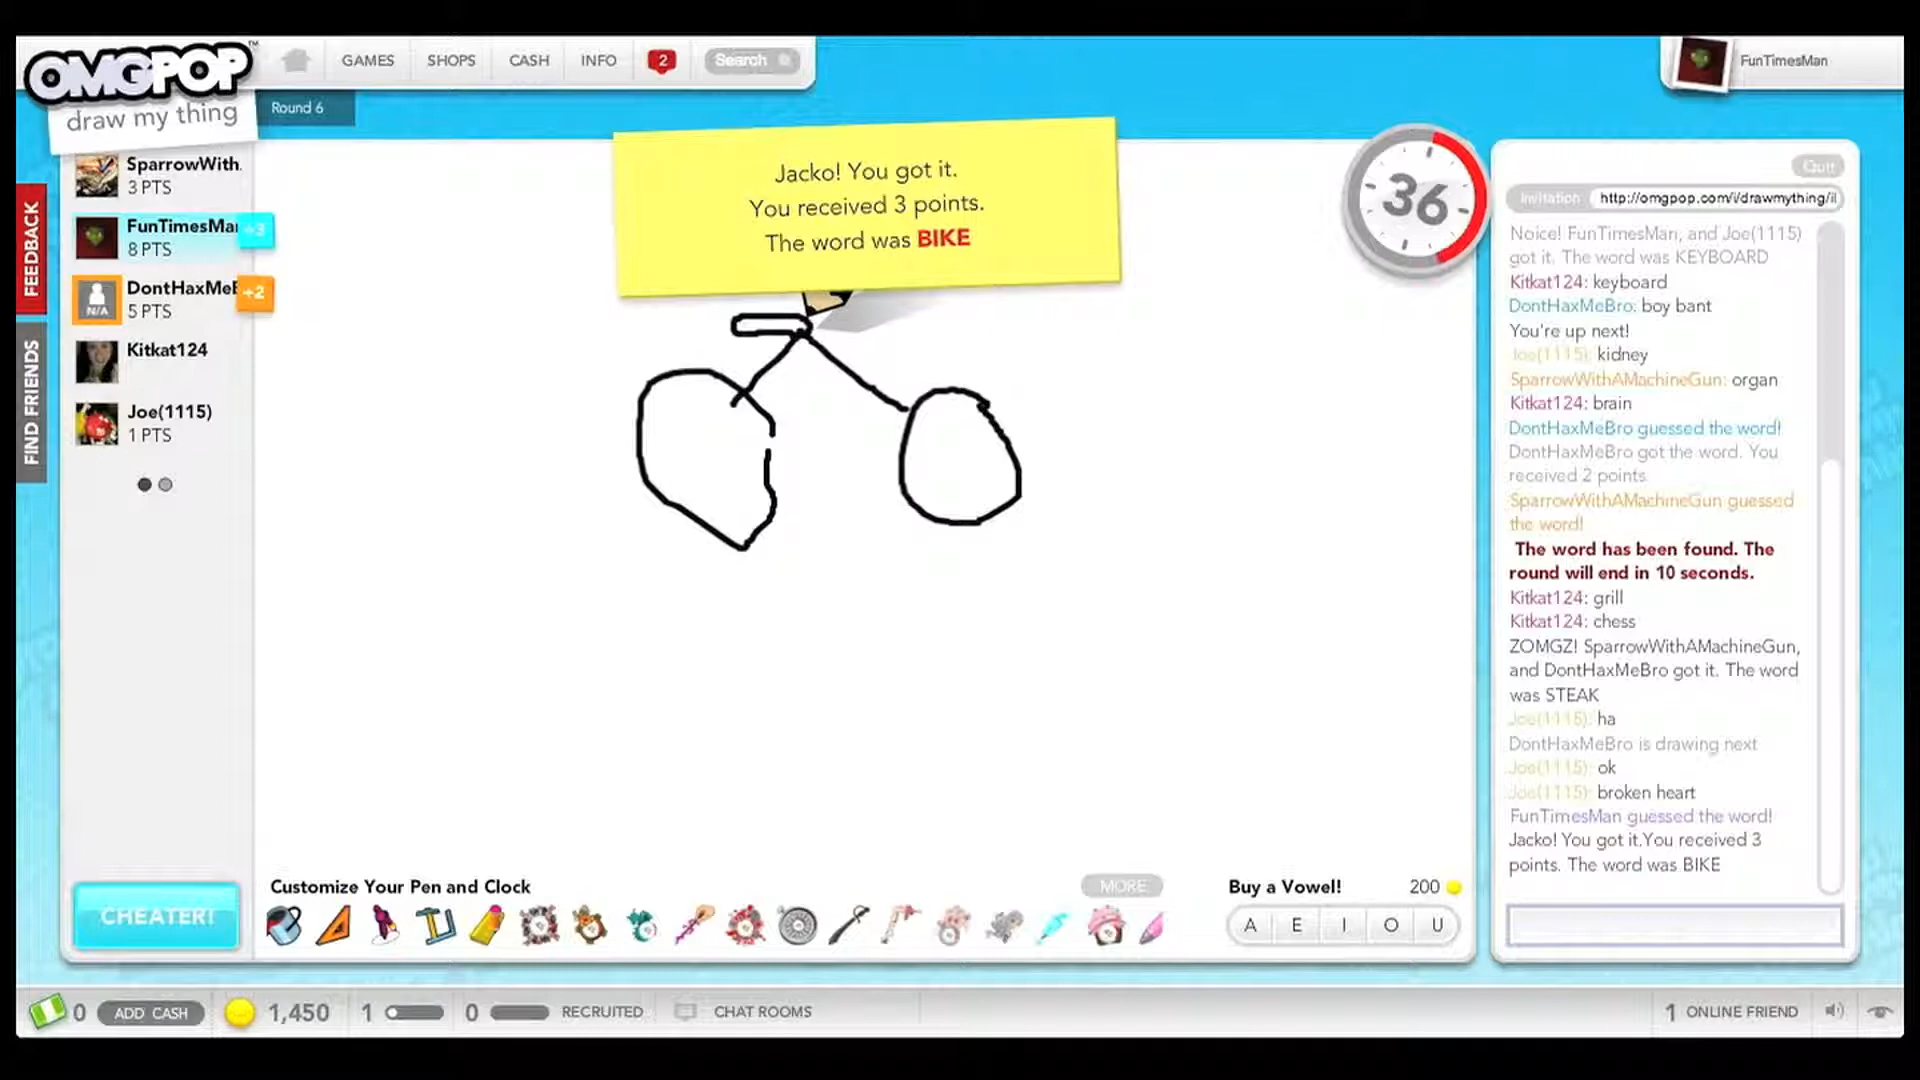 OMGPOP
draw my thing
GAMES
SHOPS
CASH
INFO
2
Search
FunTimesMan
Round 6
FEEDBACK
FIND FRIENDS
SparrowWith.
3 PTS
FunTimesMa
8 PTS
+3
DontHaxMe
5 PTS
+2
N/A
Kitkat124
Joe(1115)
1 PTS
Jacko! You got it.
You received 3 points.
The word was BIKE
36
Quit
Invitation http://omgpop.com/i/drawmything/il
Noice! FunTimesMan, and Joe(1115)
got it. The word was KEYBOARD
Kitkat124: keyboard
DontHaxMeBro: boy bant
You're up next!
Joe(1115): kidney
SparrowWithAMachineGun: organ
Kitkat124: brain
DontHaxMeBro guessed the word!
DontHaxMeBro got the word. You
received 2 points
SparrowWithAMachineGun guessed
the word!
The word has been found. The
round will end in 10 seconds.
Kitkat124: grill
Kitkat124: chess
ZOMGZ! SparrowWithAMachineGun,
and DontHaxMeBro got it. The word
was STEAK
Joe(1115): ha
DontHaxMeBro is drawing next
Joe(1115): ok
Joe(1115): broken heart
FunTimesMan guessed the word!
Jacko! You got it.You received 3
points. The word was BIKE
CHEATER!
Customize Your Pen and Clock
MORE
Buy a Vowel!
200
A E I O U
0
ADD CASH
1,450
1
0
RECRUITED
CHAT ROOMS
1 ONLINE FRIEND